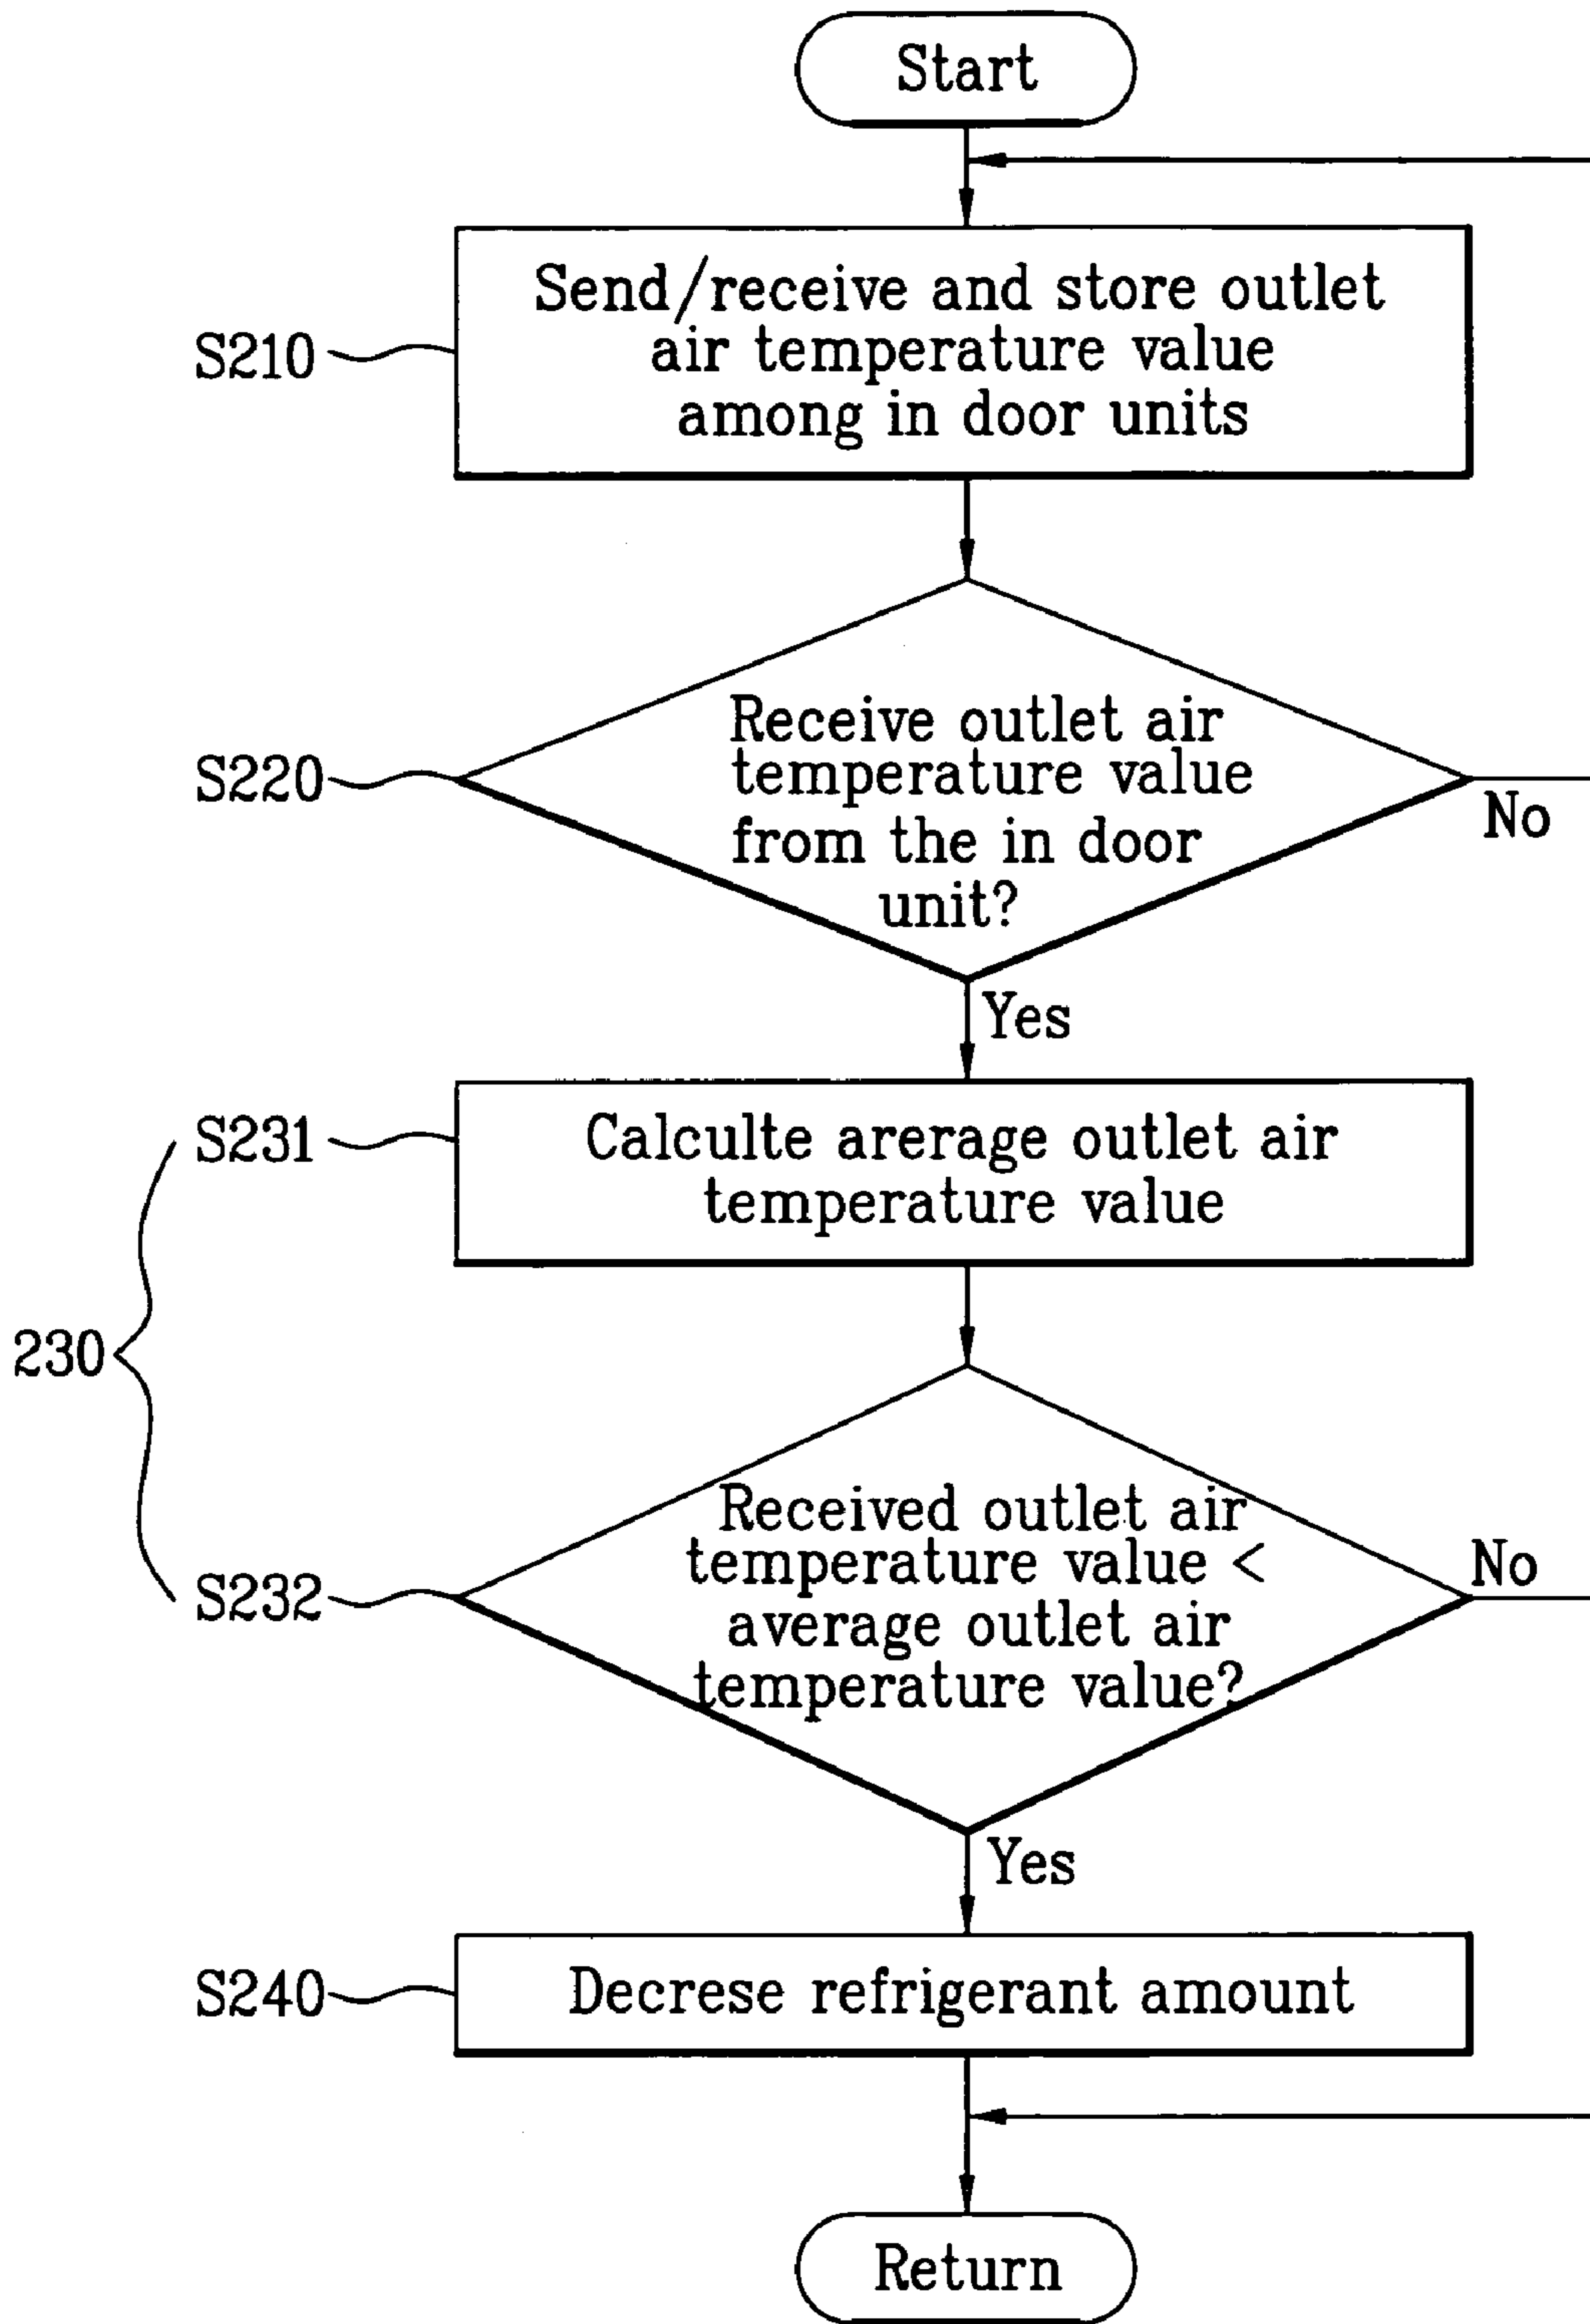 Start
Send/receive and store outlet
air temperature value
among in door units
S210
Receive outlet air
temperature value
from the in door
unit?
S220
No
Yes
S231
Calculte arerage outlet air
temperature value
230
Received outlet air
temperature value <
average outlet air
temperature value?
S232
No
Yes
S240
Decrese refrigerant amount
Return